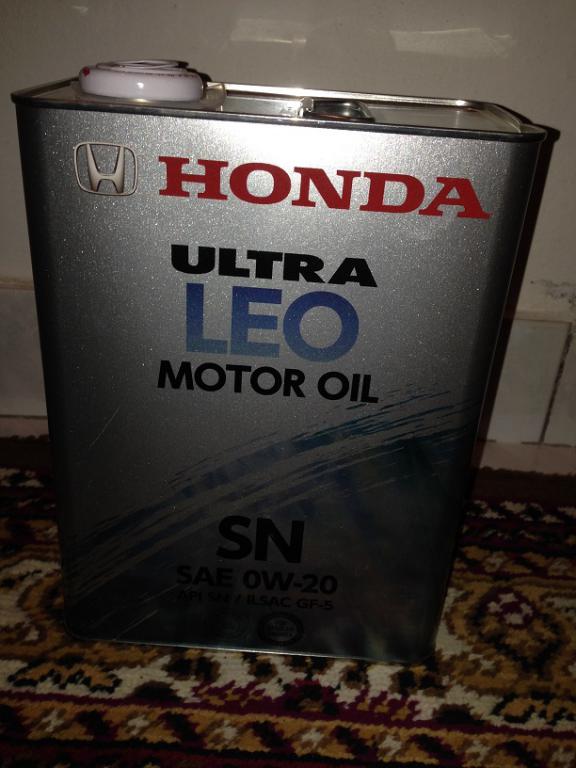 HONDA
ULTRA
LEO
MOTOR OIL
SN
SAE 0W-20
API SN / ILSAC GF-5